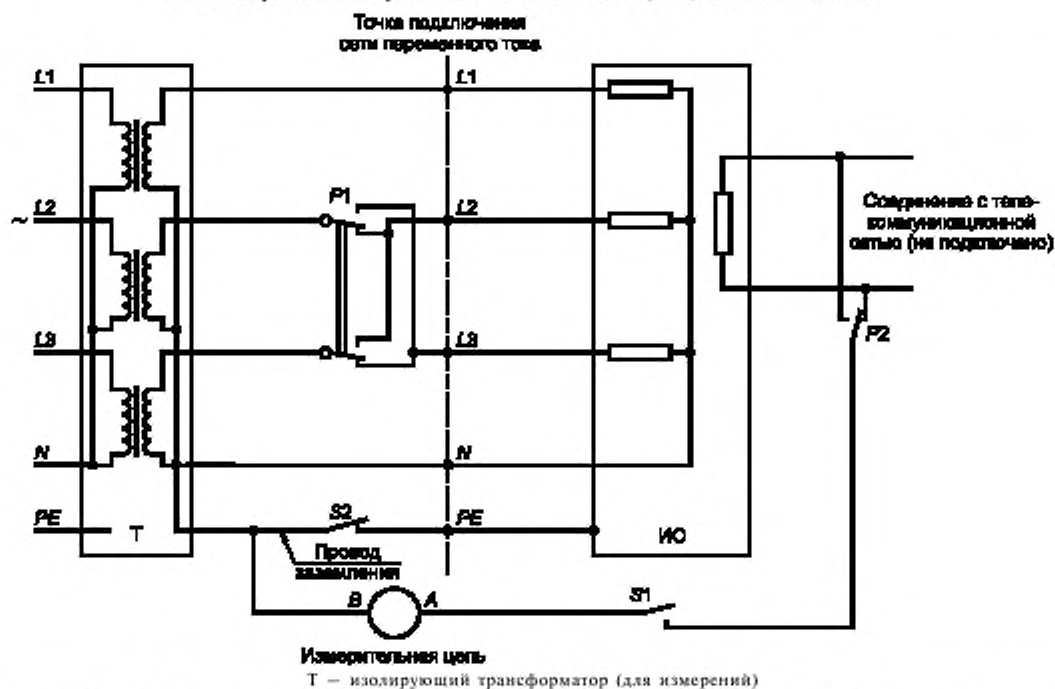 Точка подключения
сети переменного тока
L1
L1
P1
~ L2
L2
Соединение с теле-
коммуникационной
сетью (не подключено)
L3
L3
P2
N
N
PE
T
S2
PE
ИО
Провод
заземления
B
A
S1
Измерительная цепь
Т — изолирующий трансформатор (для измерений)